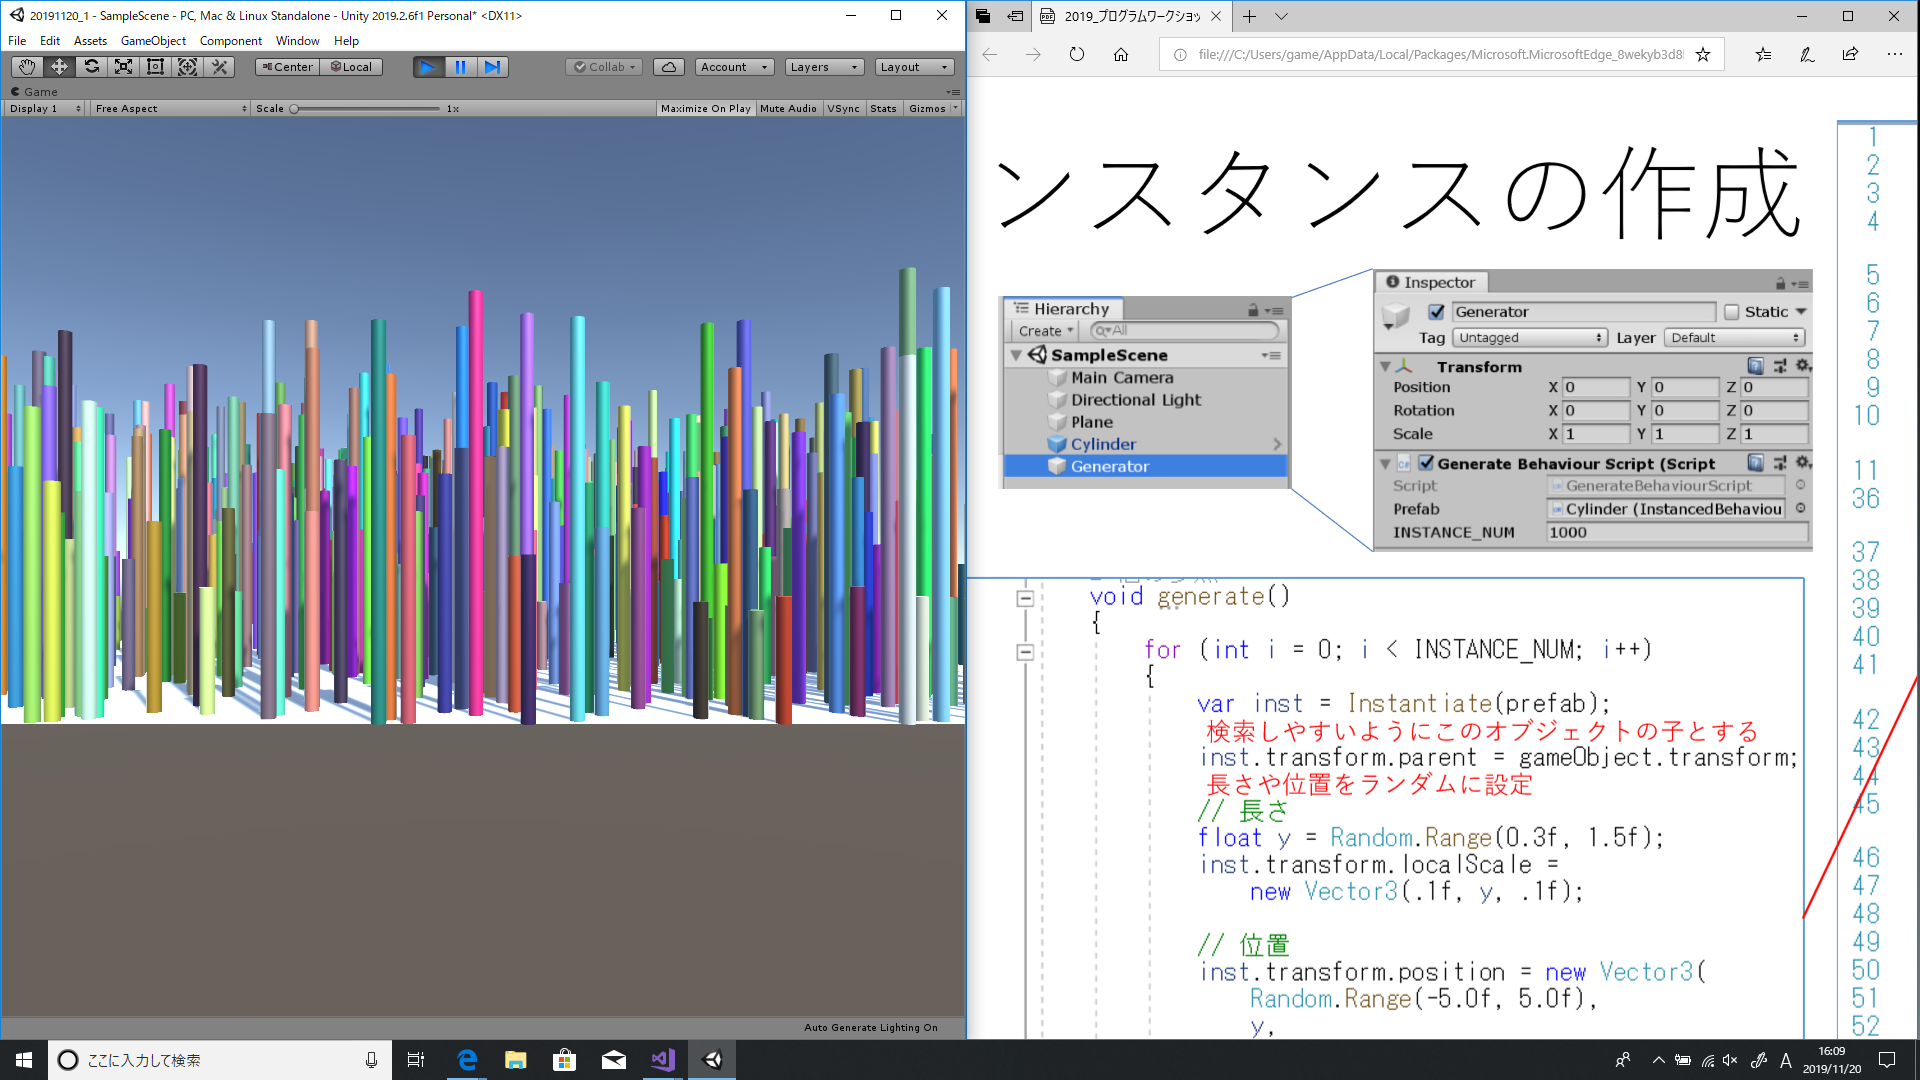 20191120_1 - SampleScene - PC, Mac & Linux Standalone - Unity 2019.2.6f1 Personal* <DX11>
File Edit Assets GameObject Component Window Help
Center Local Collab Account Layers Layout
Game
Display 1 Free Aspect Scale 1x Maximize On Play Mute Audio VSync Stats Gizmos
Auto Generate Lighting On
2019_プログラムワークショッ
file:///C:/Users/game/AppData/Local/Packages/Microsoft.MicrosoftEdge_8wekyb3d8
ンスタンスの作成
Hierarchy
Create All
SampleScene
Main Camera
Directional Light
Plane
Cylinder
Generator
Inspector
Generator Static
Tag Untagged Layer Default
Transform
Position X 0 Y 0 Z 0
Rotation X 0 Y 0 Z 0
Scale X 1 Y 1 Z 1
Generate Behaviour Script (Script
Script GenerateBehaviourScript
Prefab Cylinder (InstancedBehaviou
INSTANCE_NUM 1000
void generate()
{
for (int i = 0; i < INSTANCE_NUM; i++)
{
var inst = Instantiate(prefab);
検索しやすいようにこのオブジェクトの子とする
inst.transform.parent = gameObject.transform;
長さや位置をランダムに設定
// 長さ
float y = Random.Range(0.3f, 1.5f);
inst.transform.localScale =
new Vector3(.1f, y, .1f);
// 位置
inst.transform.position = new Vector3(
Random.Range(-5.0f, 5.0f),
y,
1
2
3
4
5
6
7
8
9
10
11
36
37
38
39
40
41
42
43
44
45
46
47
48
49
50
51
52
ここに入力して検索
A
16:09
2019/11/20